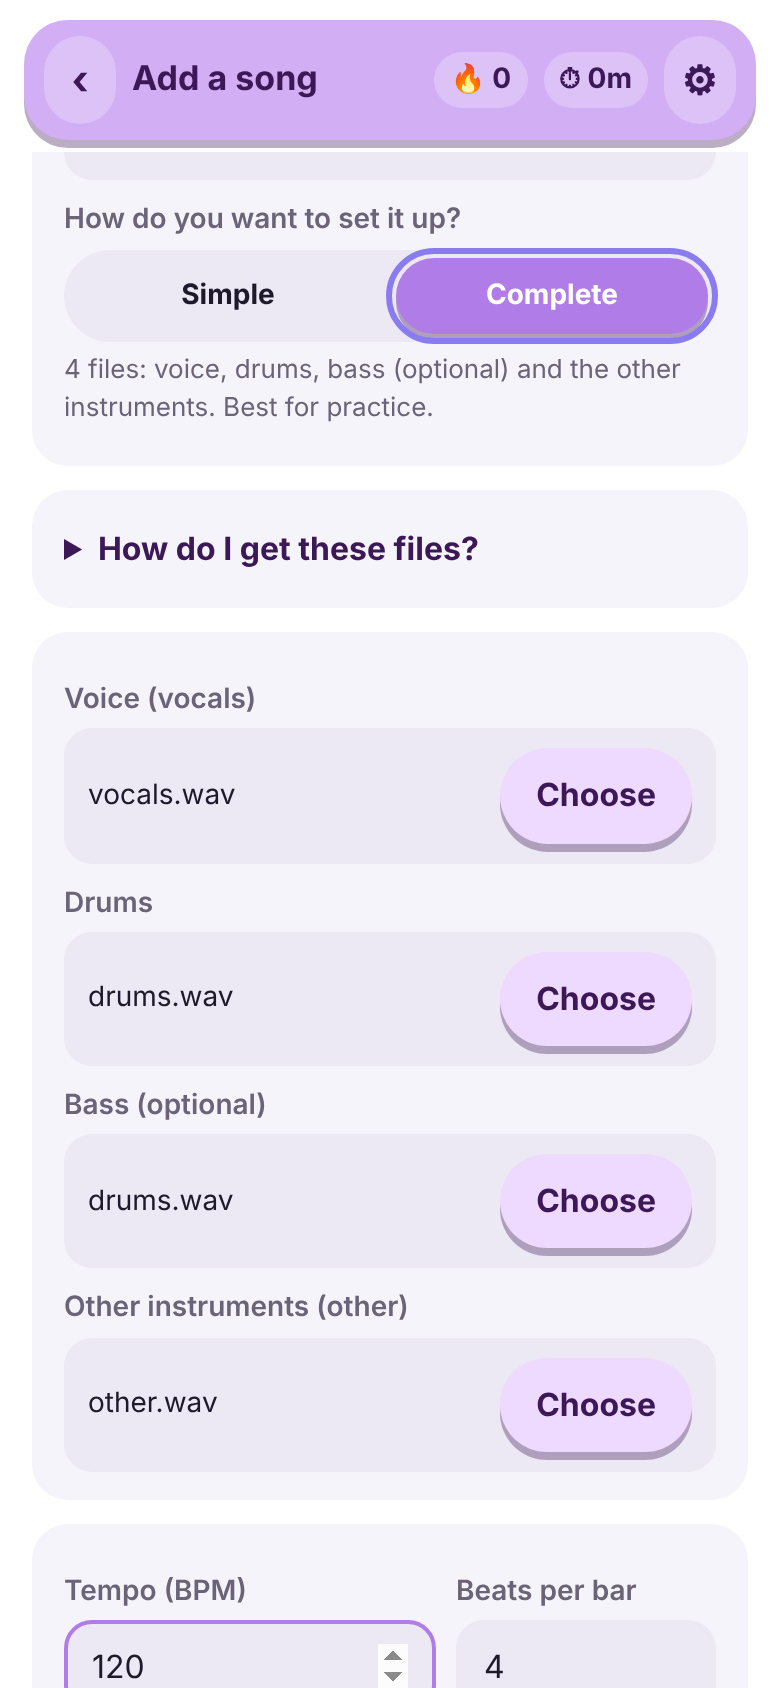 ‹ Add a song 🔥 0 ⏱ 0m ⚙
How do you want to set it up?
Simple Complete
4 files: voice, drums, bass (optional) and the other
instruments. Best for practice.
▶ How do I get these files?
Voice (vocals)
vocals.wav Choose
Drums
drums.wav Choose
Bass (optional)
drums.wav Choose
Other instruments (other)
other.wav Choose
Tempo (BPM) Beats per bar
120 4